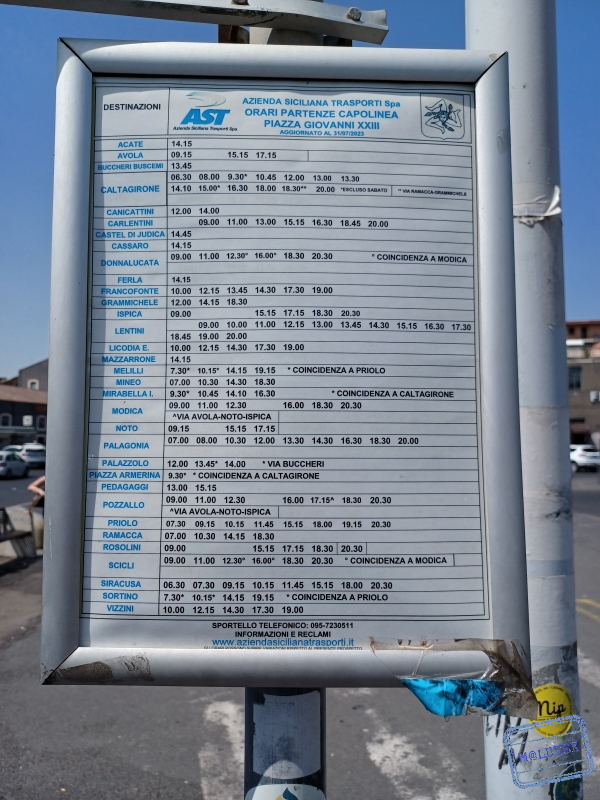 DESTINAZIONI
AST
Azienda Siciliana Trasporti Spa
AZIENDA SICILIANA TRASPORTI Spa
ORARI PARTENZE CAPOLINEA
PIAZZA GIOVANNI XXIII
AGGIORNATO AL 31/07/2023
ACATE 14.15
AVOLA 09.15 15.15 17.15
BUCCHERI BUSCEMI 13.45
CALTAGIRONE 06.30 08.00 9.30* 10.45 12.00 13.00 13.30
14.10 15.00* 16.30 18.00 18.30** 20.00 *ESCLUSO SABATO ** VIA RAMACCA-GRAMMICHELE
CANICATTINI 12.00 14.00
CARLENTINI 09.00 11.00 13.00 15.15 16.30 18.45 20.00
CASTEL DI JUDICA 14.45
CASSARO 14.15
DONNALUCATA 09.00 11.00 12.30* 16.00* 18.30 20.30 * COINCIDENZA A MODICA
FERLA 14.15
FRANCOFONTE 10.00 12.15 13.45 14.30 17.30 19.00
GRAMMICHELE 12.00 14.15 18.30
ISPICA 09.00 15.15 17.15 18.30 20.30
LENTINI 09.00 10.00 11.00 12.15 13.00 13.45 14.30 15.15 16.30 17.30
18.45 19.00 20.00
LICODIA E. 10.00 12.15 14.30 17.30 19.00
MAZZARRONE 14.15
MELILLI 7.30* 10.15* 14.15 19.15 * COINCIDENZA A PRIOLO
MINEO 07.00 10.30 14.30 18.30
MIRABELLA I. 9.30* 10.45 14.10 16.30 * COINCIDENZA A CALTAGIRONE
MODICA 09.00 11.00 12.30 16.00 18.30 20.30
^VIA AVOLA-NOTO-ISPICA
NOTO 09.15 15.15 17.15
PALAGONIA 07.00 08.00 10.30 12.00 13.30 14.30 16.30 18.30 20.00
PALAZZOLO 12.00 13.45* 14.00 * VIA BUCCHERI
PIAZZA ARMERINA 9.30* * COINCIDENZA A CALTAGIRONE
PEDAGAGGI 13.00 15.15
POZZALLO 09.00 11.00 12.30 16.00 17.15^ 18.30 20.30
^VIA AVOLA-NOTO-ISPICA
PRIOLO 07.30 09.15 10.15 11.45 15.15 18.00 19.15 20.30
RAMACCA 07.00 10.30 14.15 18.30
ROSOLINI 09.00 15.15 17.15 18.30 20.30
SCICLI 09.00 11.00 12.30* 16.00* 18.30 20.30 * COINCIDENZA A MODICA
SIRACUSA 06.30 07.30 09.15 10.15 11.45 15.15 18.00 20.30
SORTINO 7.30* 10.15* 14.15 19.15 * COINCIDENZA A PRIOLO
VIZZINI 10.00 12.15 14.30 17.30 19.00
SPORTELLO TELEFONICO: 095-7230511
INFORMAZIONI E RECLAMI
www.aziendasicilianatrasporti.it
Nip
M@LUTEK